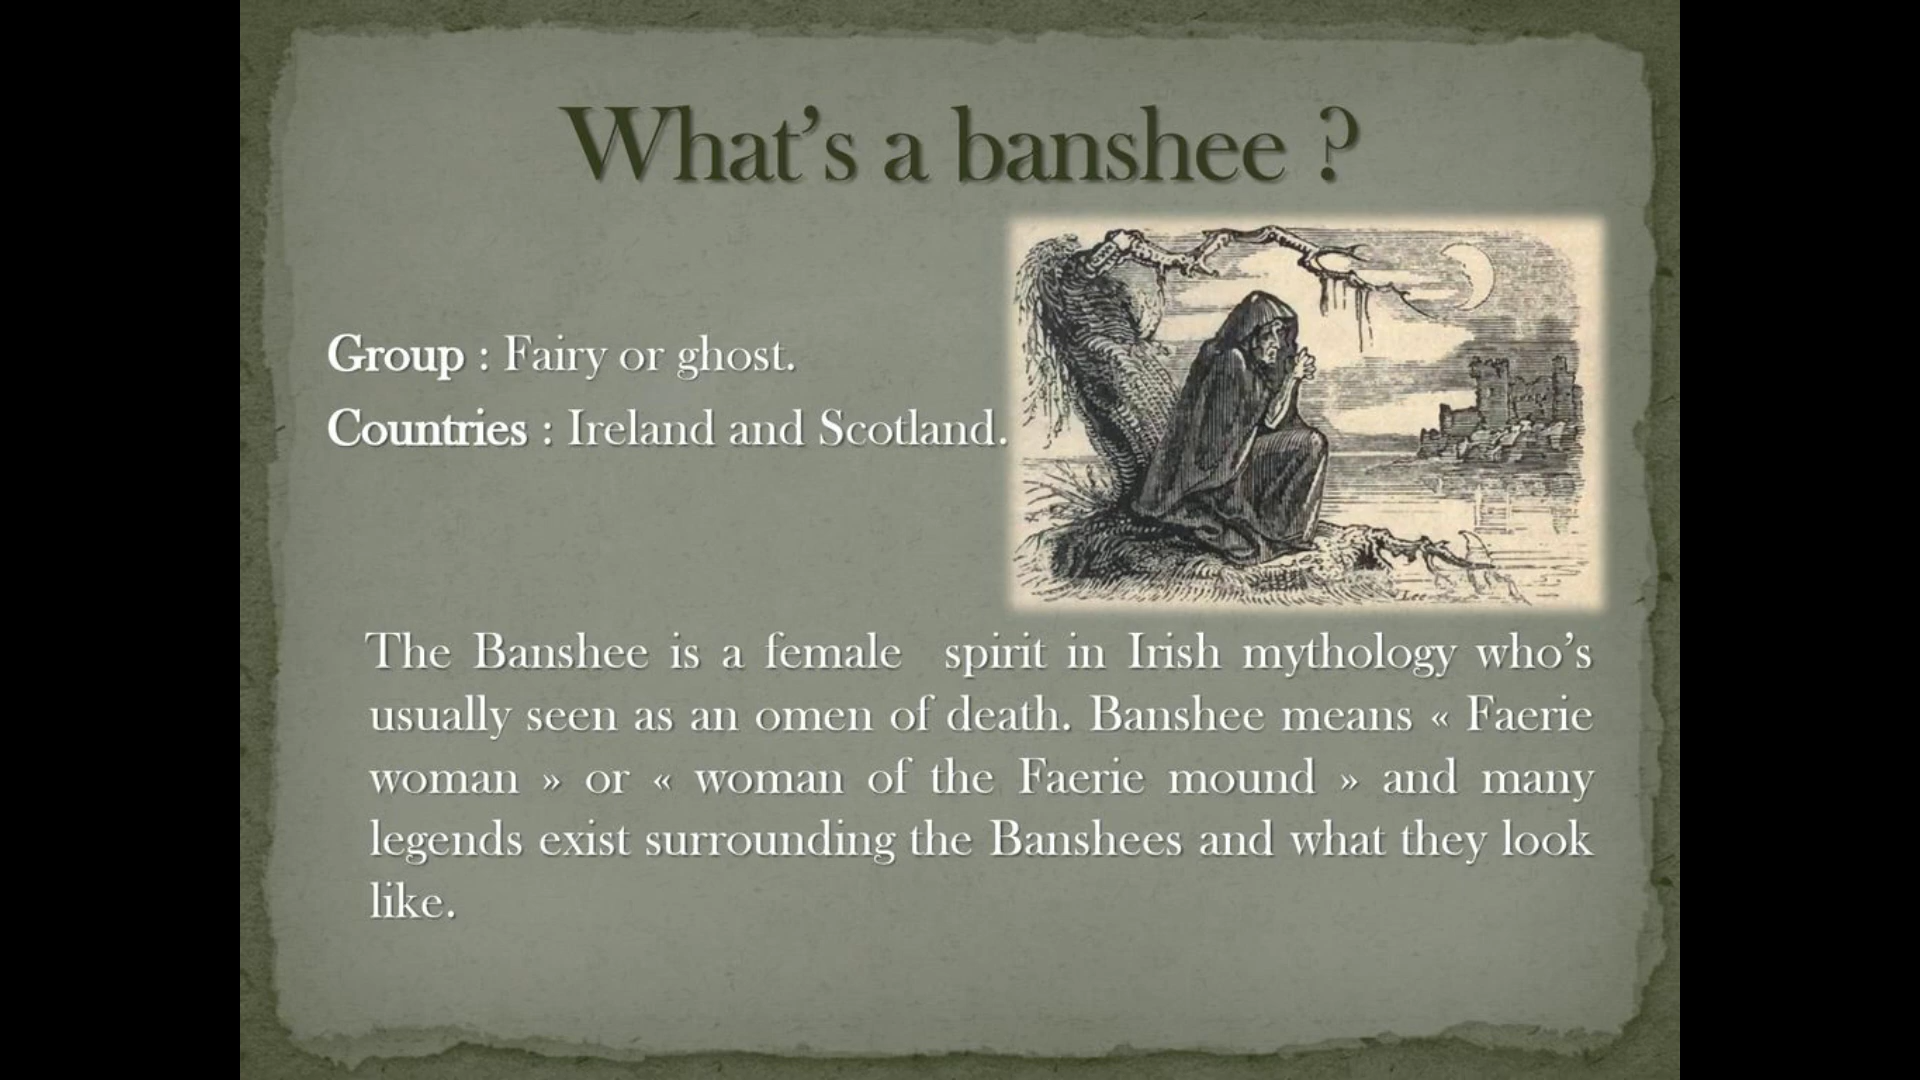 What's a banshee ?
Group : Fairy or ghost.
Countries : Ireland and Scotland.
Lee
The Banshee is a female  spirit in Irish mythology who's
usually seen as an omen of death. Banshee means « Faerie
woman » or « woman of the Faerie mound » and many
legends exist surrounding the Banshees and what they look
like.